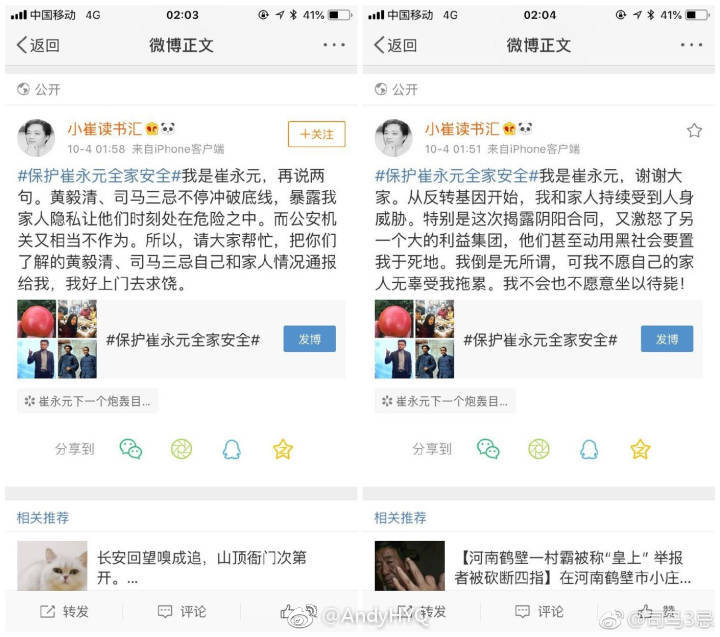 中国移动 4G 02:03 41%
返回 微博正文
公开
小崔读书汇
10-4 01:58 来自iPhone客户端
+关注
#保护崔永元全家安全#我是崔永元，再说两
句。黄毅清、司马三忌不停冲破底线，暴露我
家人隐私让他们时刻处在危险之中。而公安机
关又相当不作为。所以，请大家帮忙，把你们
了解的黄毅清、司马三忌自己和家人情况通报
给我，我好上门去求饶。
#保护崔永元全家安全#
发博
崔永元下一个炮轰目...
分享到
相关推荐
长安回望嗅成追，山顶衙门次第
开。...
转发 评论
@AndyHYQ
中国移动 4G 02:04 41%
返回 微博正文
公开
小崔读书汇
10-4 01:51 来自iPhone客户端
#保护崔永元全家安全#我是崔永元，谢谢大
家。从反转基因开始，我和家人持续受到人身
威胁。特别是这次揭露阴阳合同，又激怒了另
一个大的利益集团，他们甚至动用黑社会要置
我于死地。我倒是无所谓，可我不愿自己的家
人无辜受我拖累。我不会也不愿意坐以待毙！
#保护崔永元全家安全#
发博
崔永元下一个炮轰目...
分享到
相关推荐
【河南鹤壁一村霸被称“皇上” 举报
者被砍断四指】在河南鹤壁市小庄...
转发 评论 赞
@司马3忌